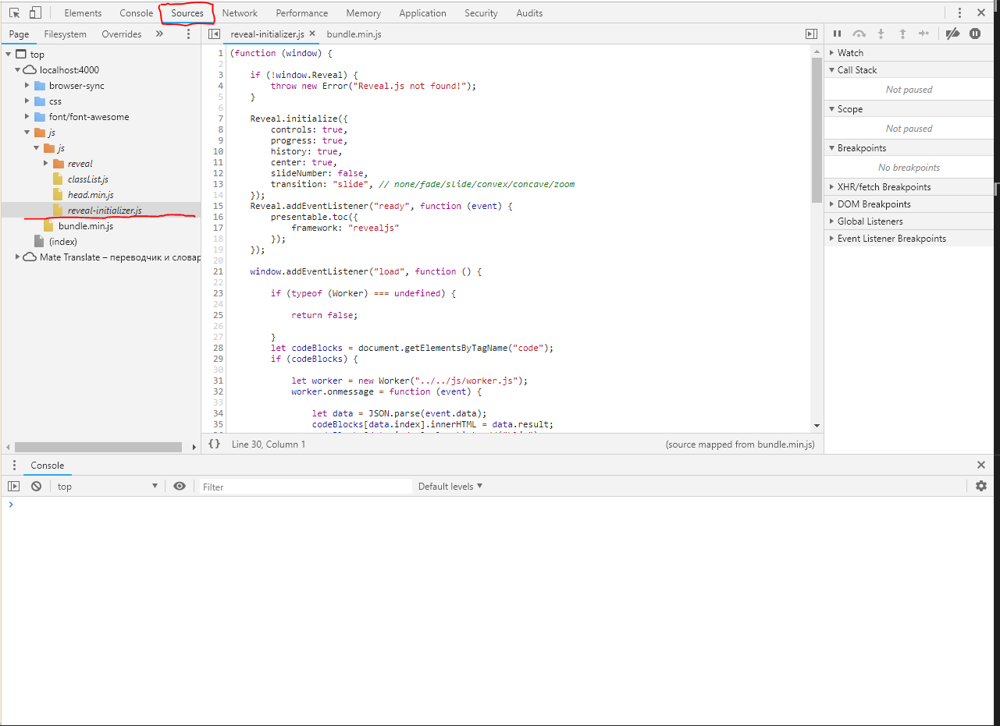 Elements Console Sources Network Performance Memory Application Security Audits
Page Filesystem Overrides »
reveal-initializer.js × bundle.min.js
top
localhost:4000
browser-sync
css
font/font-awesome
js
js
reveal
classList.js
head.min.js
reveal-initializer.js
bundle.min.js
(index)
Mate Translate – переводчик и словар
1 (function (window) {
2
3     if (!window.Reveal) {
4         throw new Error("Reveal.js not found!");
5     }
6
7     Reveal.initialize({
8         controls: true,
9         progress: true,
10         history: true,
11         center: true,
12         slideNumber: false,
13         transition: "slide", // none/fade/slide/convex/concave/zoom
14     });
15     Reveal.addEventListener("ready", function (event) {
16         presentable.toc({
17             framework: "revealjs"
18         });
19     });
20
21     window.addEventListener("load", function () {
22
23         if (typeof (Worker) === undefined) {
24
25             return false;
26
27         }
28         let codeBlocks = document.getElementsByTagName("code");
29         if (codeBlocks) {
30
31             let worker = new Worker("../../js/worker.js");
32             worker.onmessage = function (event) {
33
34                 let data = JSON.parse(event.data);
35                 codeBlocks[data.index].innerHTML = data.result;
{} Line 30, Column 1 (source mapped from bundle.min.js)
Watch
Call Stack
Not paused
Scope
Not paused
Breakpoints
No breakpoints
XHR/fetch Breakpoints
DOM Breakpoints
Global Listeners
Event Listener Breakpoints
Console
top Filter Default levels